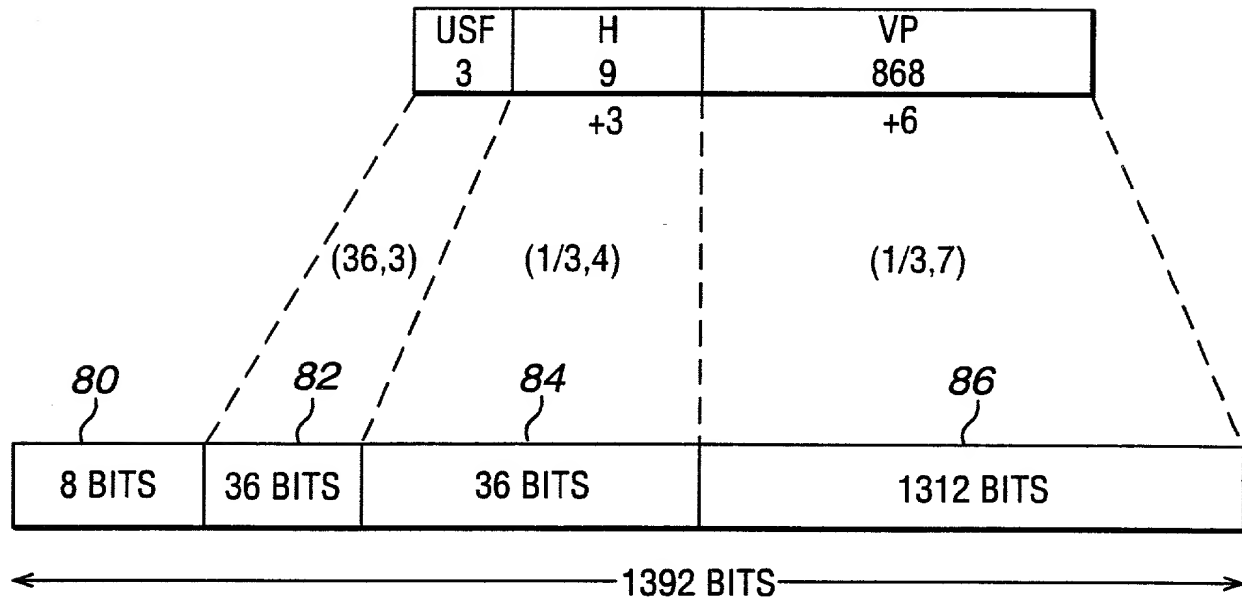 USF H VP
3 9 868
+3 +6
(36,3) (1/3,4) (1/3,7)
80 82 84 86
8 BITS 36 BITS 36 BITS 1312 BITS
1392 BITS